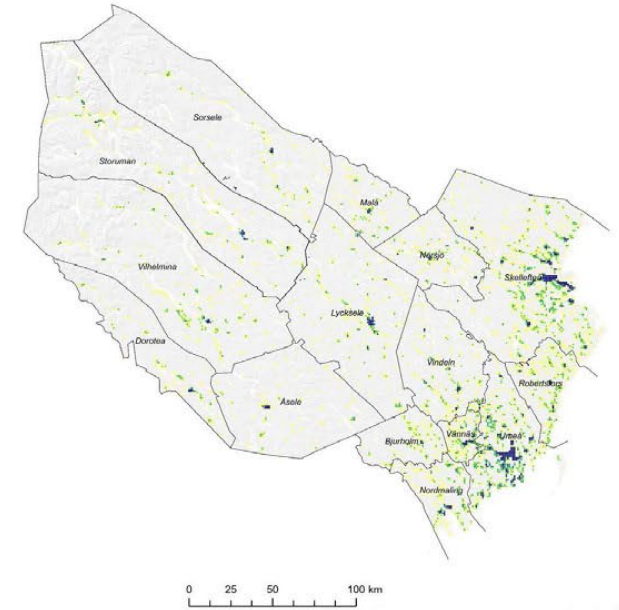 Sorsele
Storuman
Malå
Norsjö
Vilhelmina
Skellefteå
Lycksele
Dorotea
Vindeln
Robertsfors
Åsele
Vännäs
Umeå
Bjurholm
Nordmaling
0 25 50 100 km